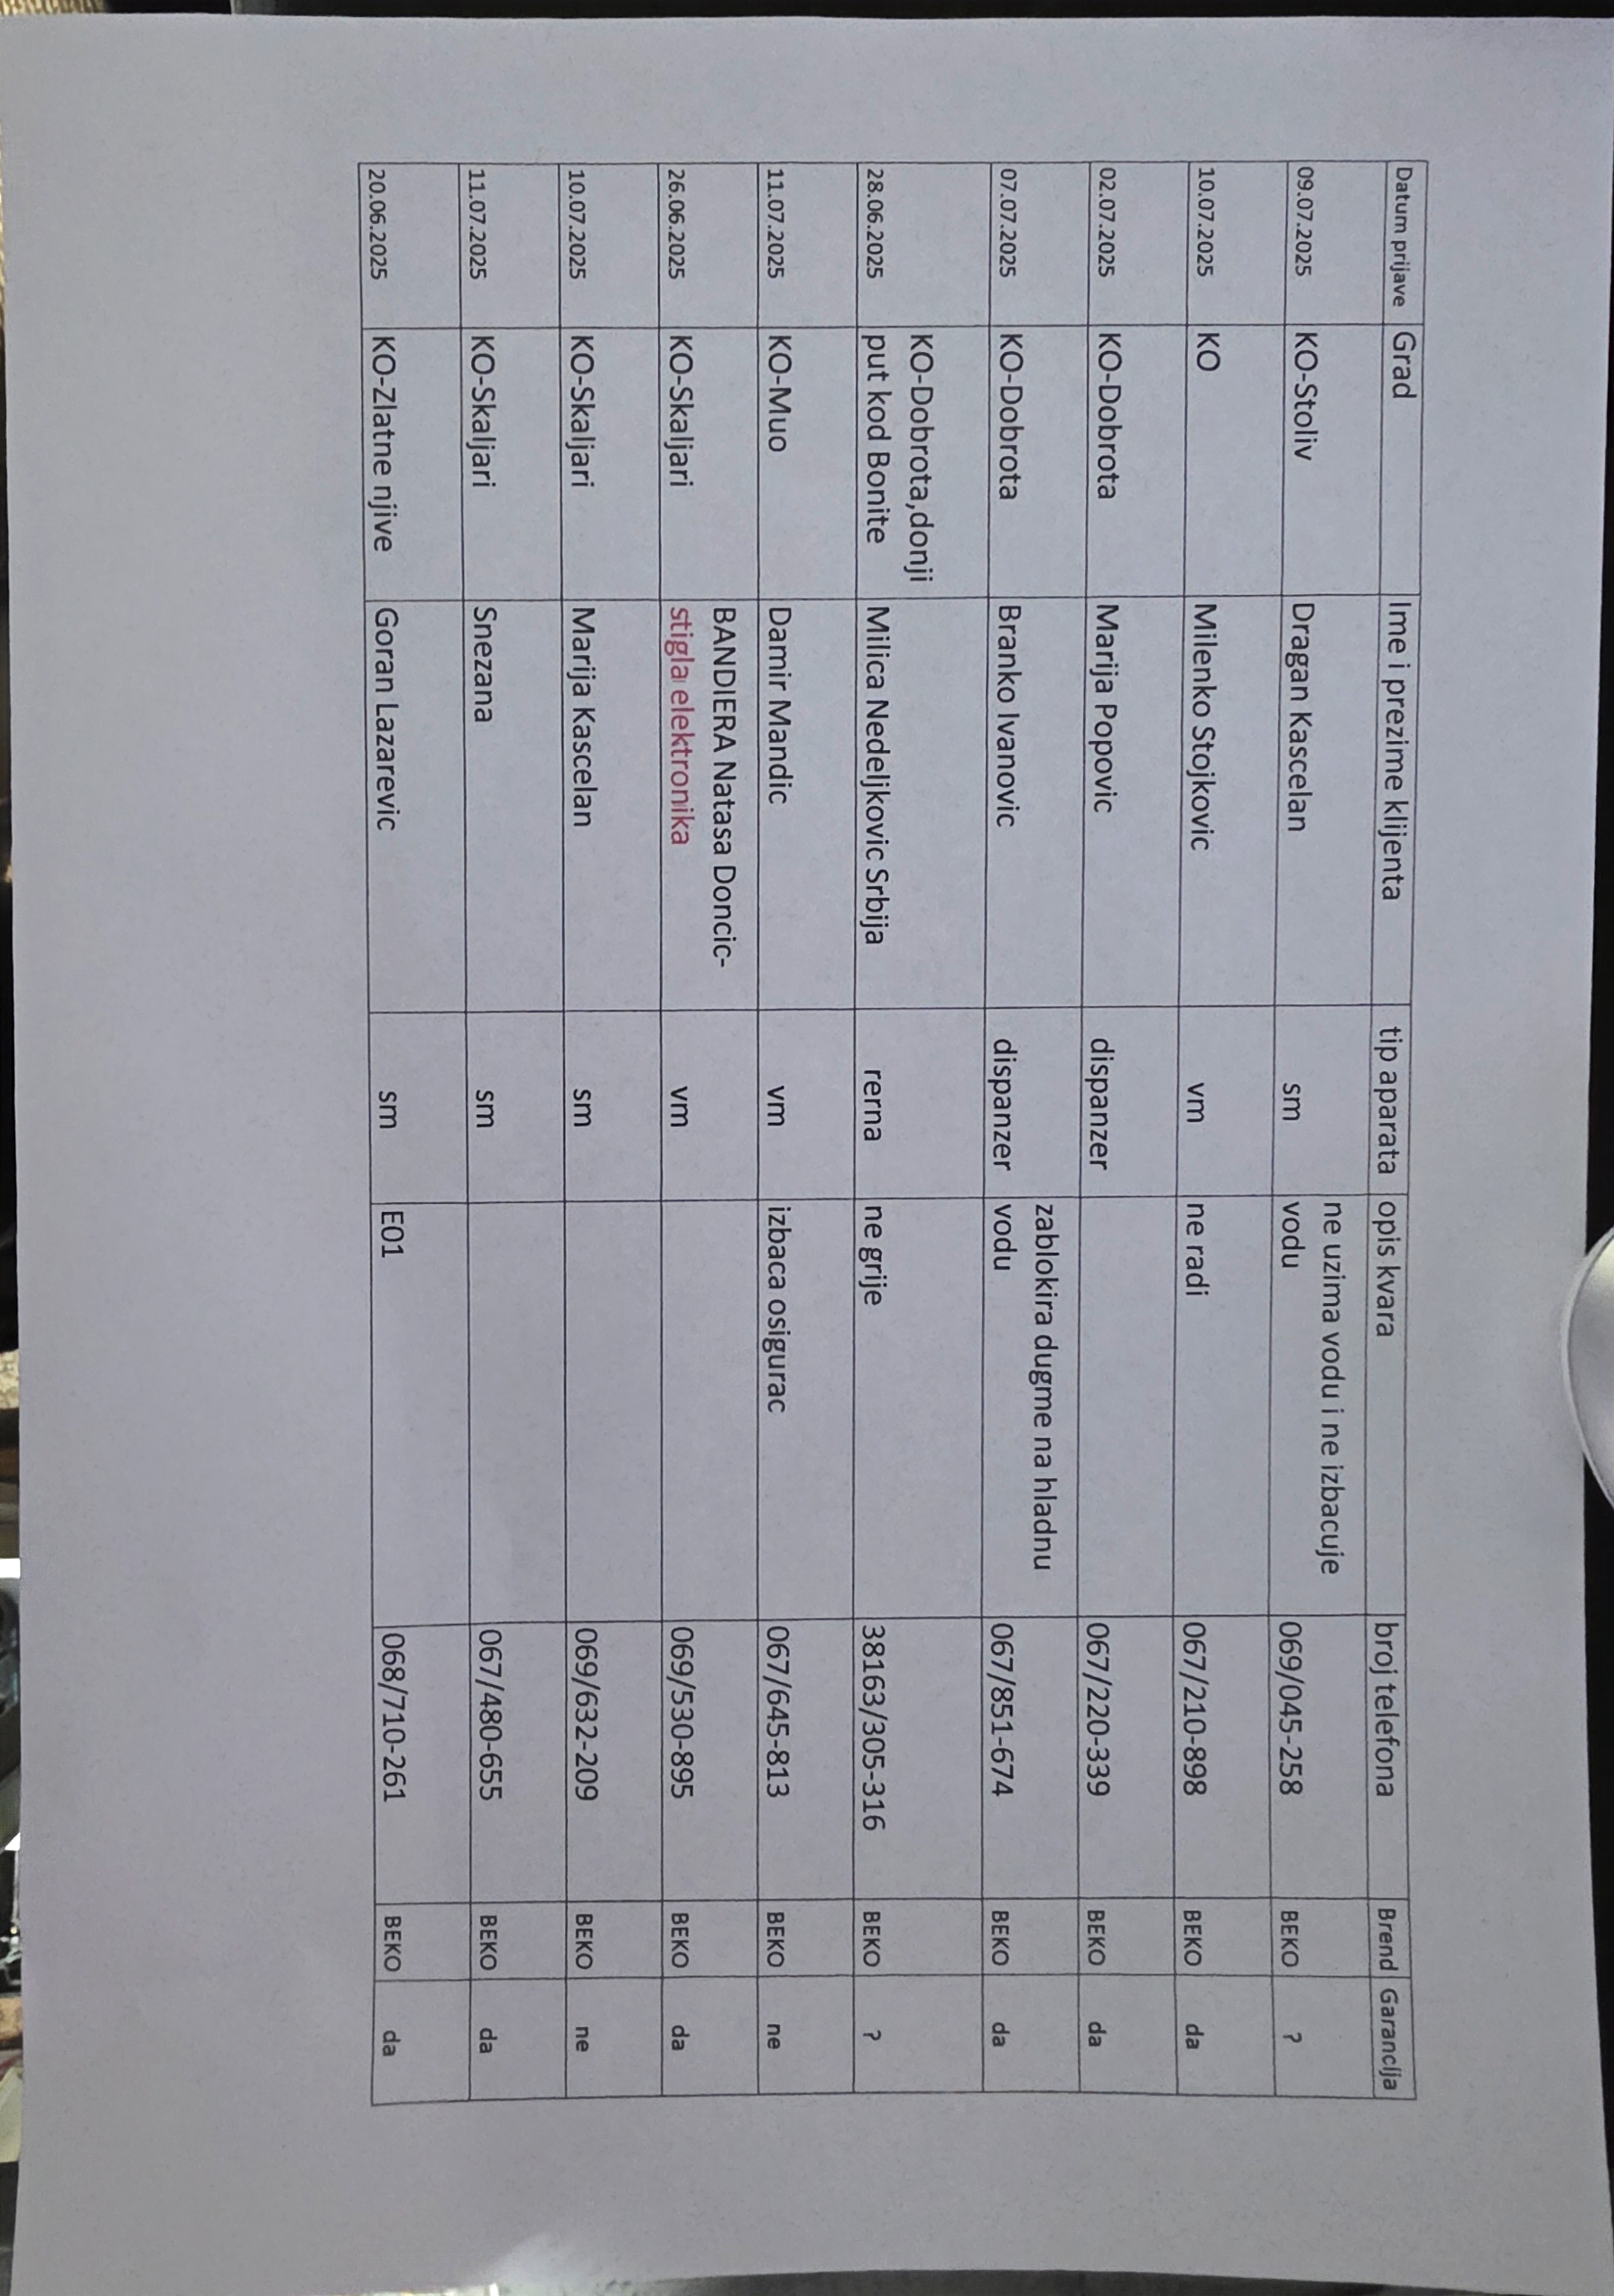 Datum prijave Grad Ime i prezime klijenta tip aparata opis kvara broj telefona Brend Garancija
ne uzima vodu i ne izbacuje
09.07.2025 KO-Stoliv Dragan Kascelan sm vodu 069/045-258 BEKO ?
10.07.2025 KO Milenko Stojkovic vm ne radi 067/210-898 BEKO da
02.07.2025 KO-Dobrota Marija Popovic dispanzer 067/220-339 BEKO da
zablokira dugme na hladnu
07.07.2025 KO-Dobrota Branko Ivanovic dispanzer vodu 067/851-674 BEKO da
KO-Dobrota,donji
28.06.2025 put kod Bonite Milica Nedeljkovic Srbija rerna ne grije 38163/305-316 BEKO ?
11.07.2025 KO-Muo Damir Mandic vm izbaca osigurac 067/645-813 BEKO ne
BANDIERA Natasa Doncic-
26.06.2025 KO-Skaljari stigla elektronika vm 069/530-895 BEKO da
10.07.2025 KO-Skaljari Marija Kascelan sm 069/632-209 BEKO ne
11.07.2025 KO-Skaljari Snezana sm 067/480-655 BEKO da
20.06.2025 KO-Zlatne njive Goran Lazarevic sm E01 068/710-261 BEKO da